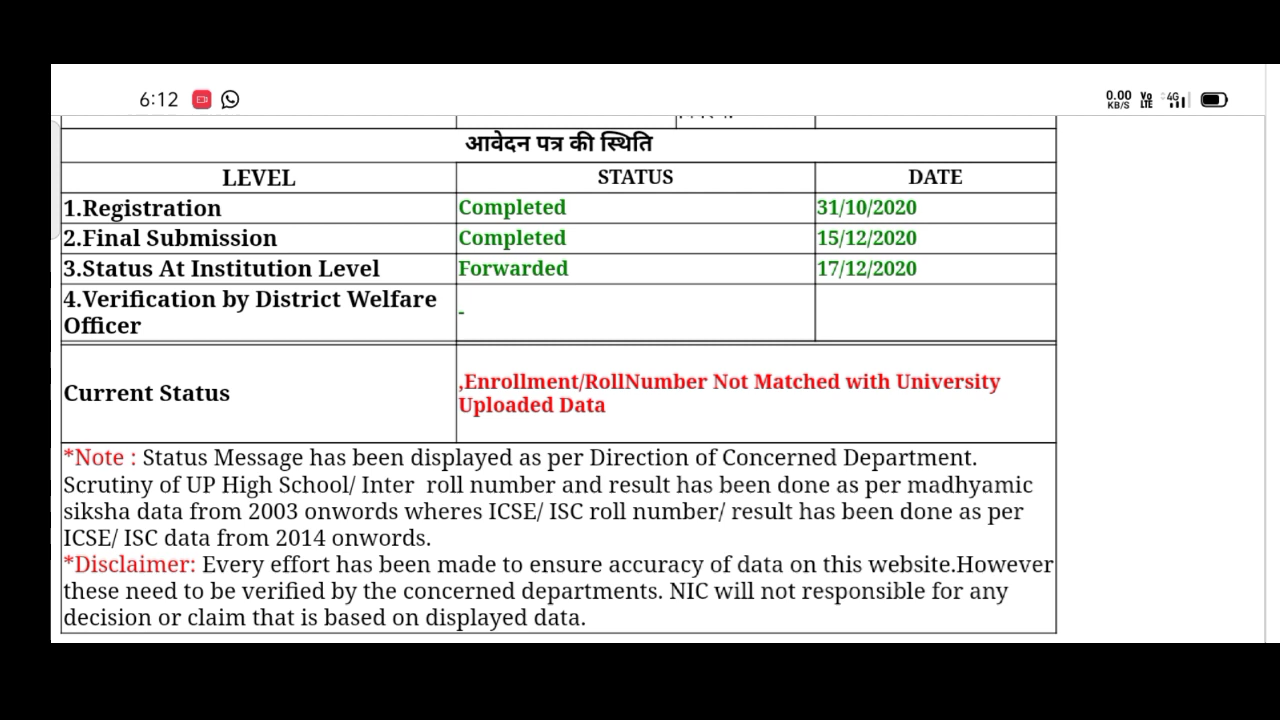 6:12
0.00 KB/S Vo LTE 4G
आवेदन पत्र की स्थिति
LEVEL STATUS DATE
1.Registration Completed 31/10/2020
2.Final Submission Completed 15/12/2020
3.Status At Institution Level Forwarded 17/12/2020
4.Verification by District Welfare
Officer -
Current Status ,Enrollment/RollNumber Not Matched with University
Uploaded Data
*Note : Status Message has been displayed as per Direction of Concerned Department.
Scrutiny of UP High School/ Inter roll number and result has been done as per madhyamic
siksha data from 2003 onwords wheres ICSE/ ISC roll number/ result has been done as per
ICSE/ ISC data from 2014 onwords.
*Disclaimer: Every effort has been made to ensure accuracy of data on this website.However
these need to be verified by the concerned departments. NIC will not responsible for any
decision or claim that is based on displayed data.